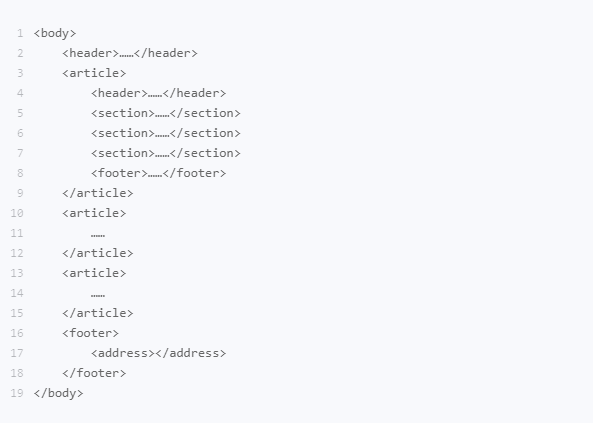 1 <body>
2     <header>……</header>
3     <article>
4         <header>……</header>
5         <section>……</section>
6         <section>……</section>
7         <section>……</section>
8         <footer>……</footer>
9     </article>
10     <article>
11         ……
12     </article>
13     <article>
14         ……
15     </article>
16     <footer>
17         <address></address>
18     </footer>
19 </body>